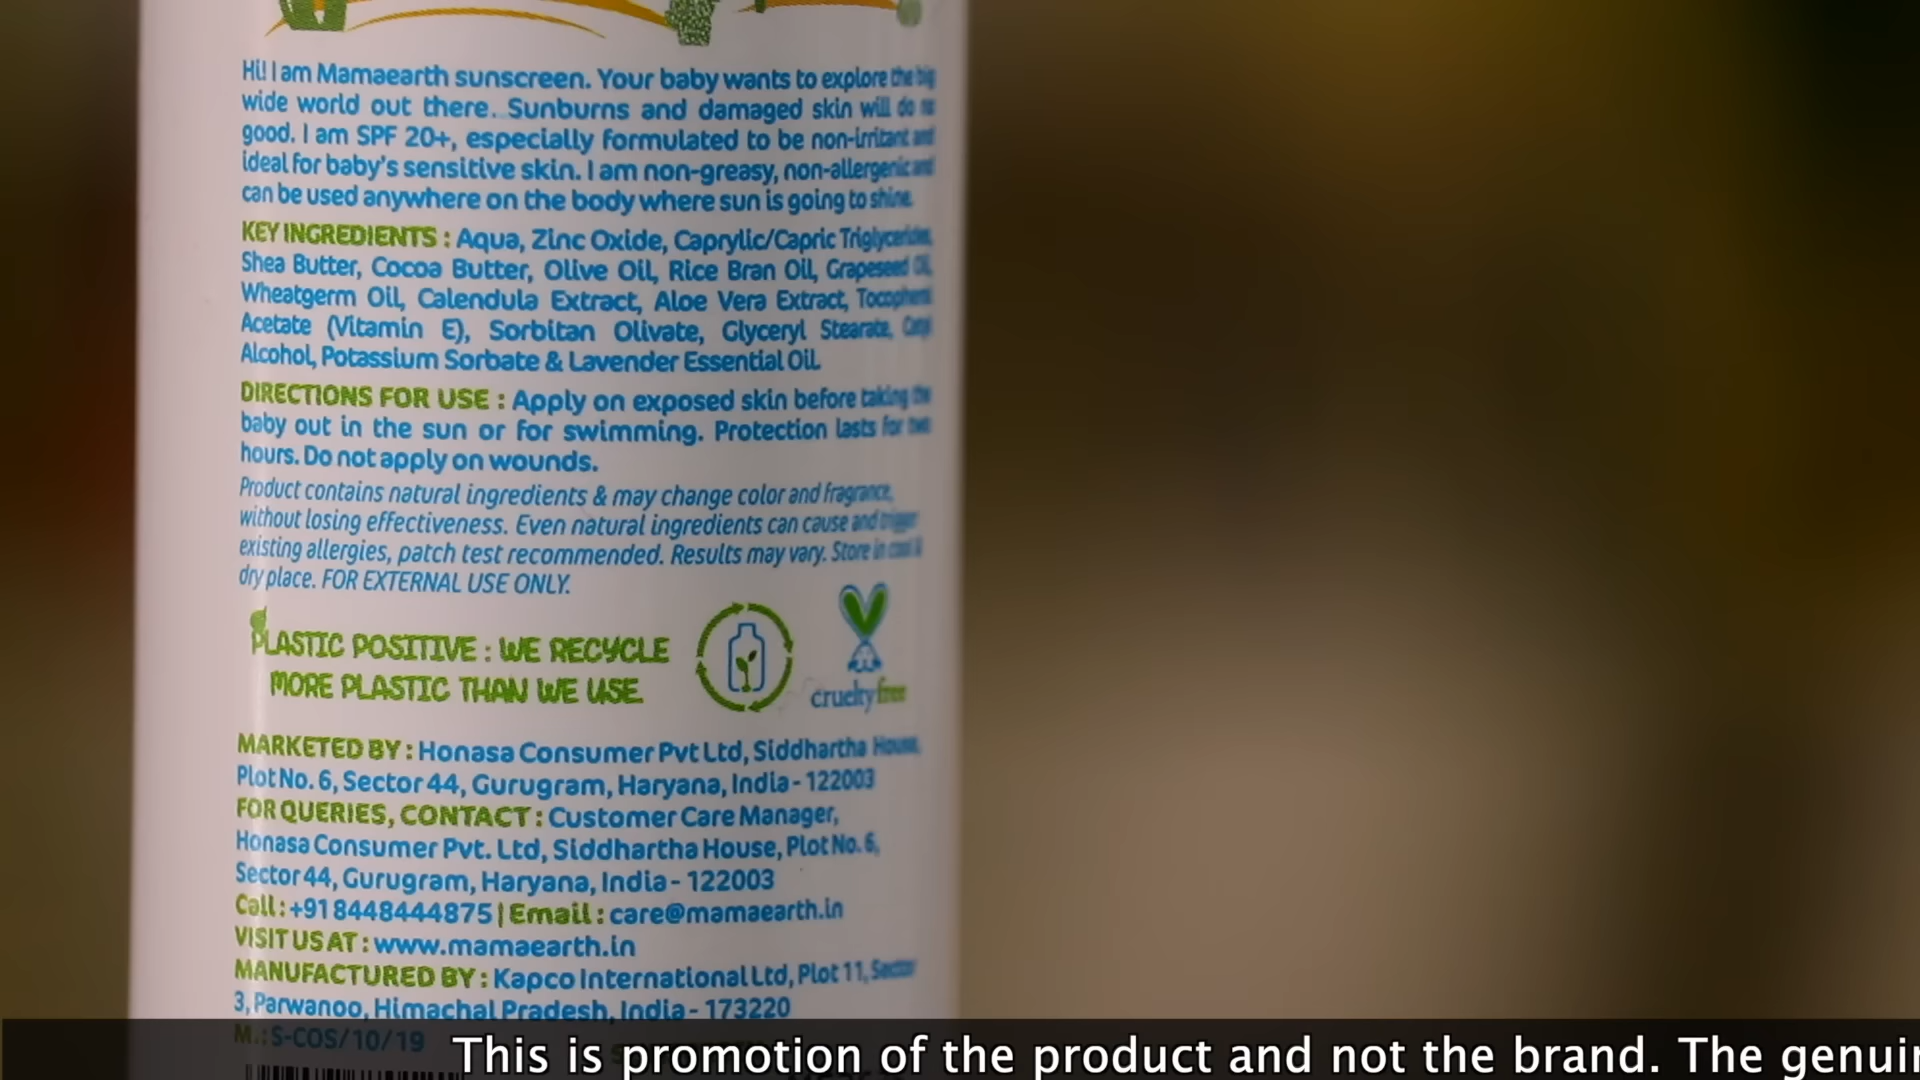 Hi! I am Mamaearth sunscreen. Your baby wants to explore the big
wide world out there. Sunburns and damaged skin will do no
good. I am SPF 20+, especially formulated to be non-irritant and
ideal for baby's sensitive skin. I am non-greasy, non-allergenic and
can be used anywhere on the body where sun is going to shine.
KEY INGREDIENTS : Aqua, Zinc Oxide, Caprylic/Capric Triglycerides,
Shea Butter, Cocoa Butter, Olive Oil, Rice Bran Oil, Grapeseed Oil,
Wheatgerm Oil, Calendula Extract, Aloe Vera Extract, Tocopheryl
Acetate (Vitamin E), Sorbitan Olivate, Glyceryl Stearate,
Alcohol, Potassium Sorbate & Lavender Essential Oil.
DIRECTIONS FOR USE : Apply on exposed skin before taking the
baby out in the sun or for swimming. Protection lasts for two
hours. Do not apply on wounds.
Product contains natural ingredients & may change color and fragrance,
without losing effectiveness. Even natural ingredients can cause and trigger
existing allergies, patch test recommended. Results may vary. Store in cool &
dry place. FOR EXTERNAL USE ONLY.
PLASTIC POSITIVE : WE RECYCLE
MORE PLASTIC THAN WE USE
crueltyfree
MARKETED BY : Honasa Consumer Pvt Ltd, Siddhartha House,
Plot No. 6, Sector 44, Gurugram, Haryana, India - 122003
FOR QUERIES, CONTACT : Customer Care Manager,
Honasa Consumer Pvt. Ltd, Siddhartha House, Plot No. 6,
Sector 44, Gurugram, Haryana, India - 122003
Call : +91 8448444875 | Email : care@mamaearth.in
VISIT US AT : www.mamaearth.in
MANUFACTURED BY : Kapco International Ltd, Plot 11, Sector
3, Parwanoo, Himachal Pradesh, India - 173220
S-COS/10/19
This is promotion of the product and not the brand. The genui